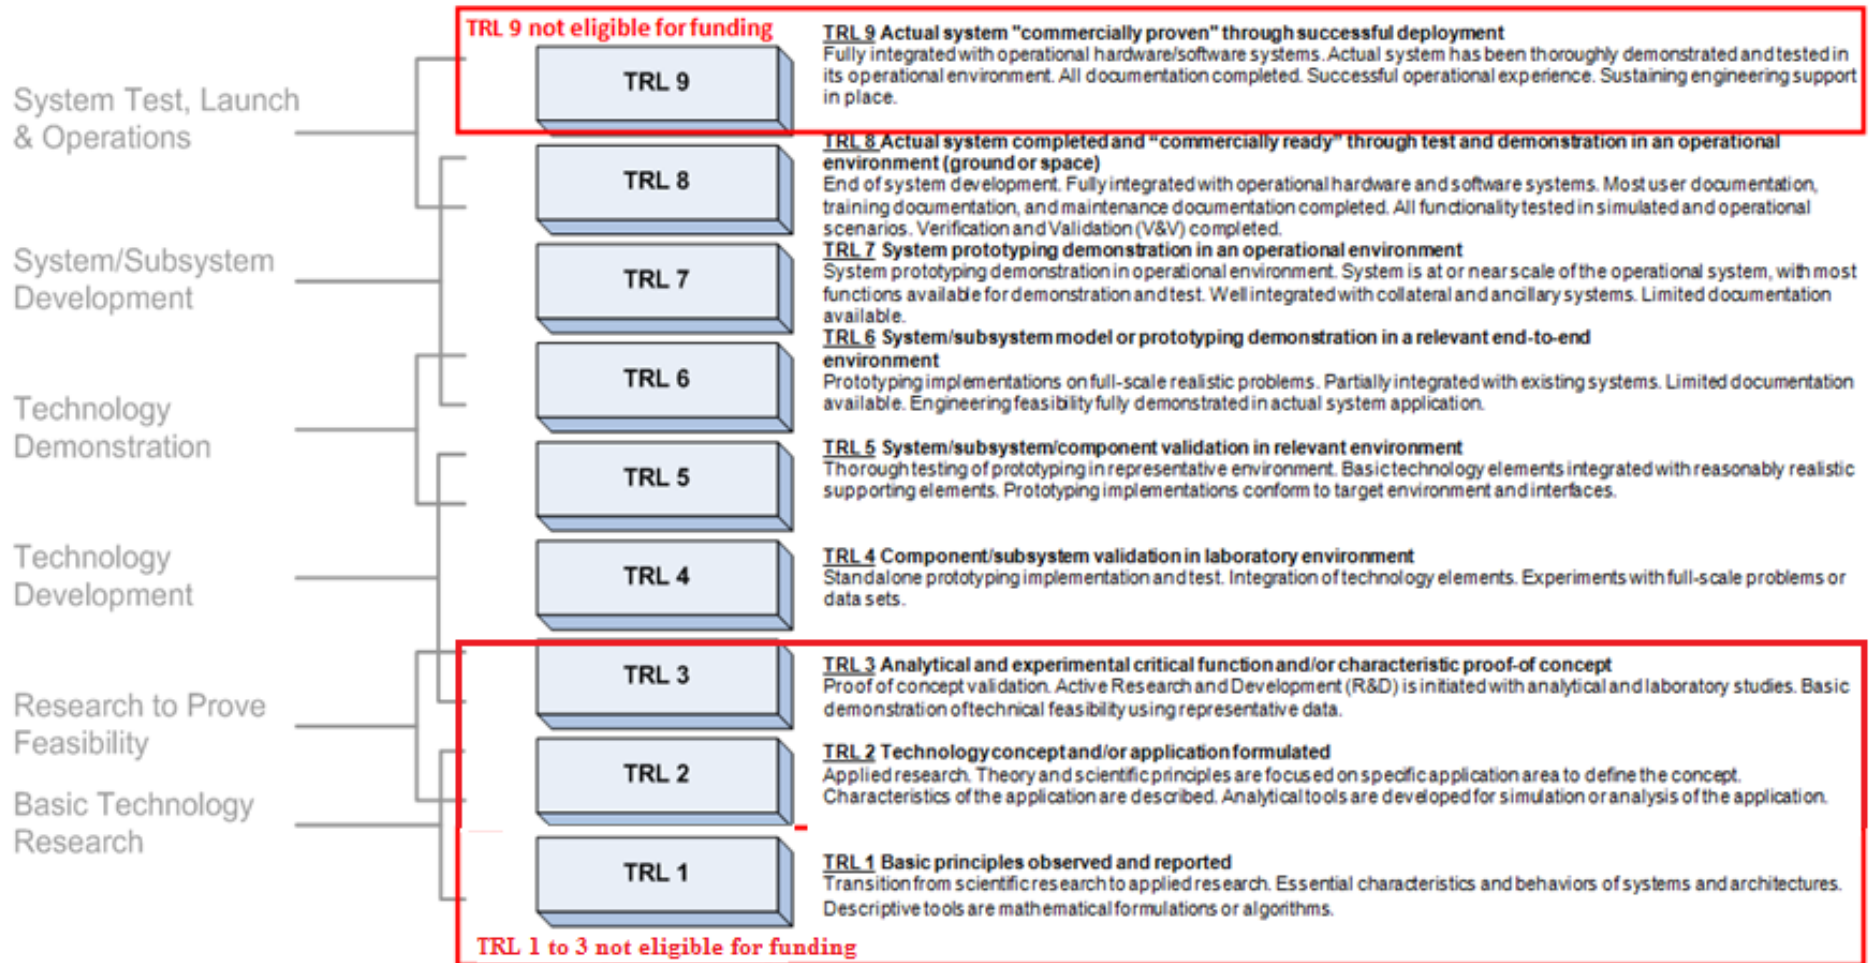 TRL 9 not eligible for funding
System Test, Launch
& Operations
System/Subsystem
Development
Technology
Demonstration
Technology
Development
Research to Prove
Feasibility
Basic Technology
Research
TRL 9
TRL 8
TRL 7
TRL 6
TRL 5
TRL 4
TRL 3
TRL 2
TRL 1
TRL 9 Actual system "commercially proven" through successful deployment
Fully integrated with operational hardware/software systems. Actual system has been thoroughly demonstrated and tested in
its operational environment. All documentation completed. Successful operational experience. Sustaining engineering support
in place.
TRL 8 Actual system completed and “commercially ready” through test and demonstration in an operational
environment (ground or space)
End of system development. Fully integrated with operational hardware and software systems. Most user documentation,
training documentation, and maintenance documentation completed. All functionality tested in simulated and operational
scenarios. Verification and Validation (V&V) completed.
TRL 7 System prototyping demonstration in an operational environment
System prototyping demonstration in operational environment. System is at or near scale of the operational system, with most
functions available for demonstration and test. Well integrated with collateral and ancillary systems. Limited documentation
available.
TRL 6 System/subsystem model or prototyping demonstration in a relevant end-to-end
environment
Prototyping implementations on full-scale realistic problems. Partially integrated with existing systems. Limited documentation
available. Engineering feasibility fully demonstrated in actual system application.
TRL 5 System/subsystem/component validation in relevant environment
Thorough testing of prototyping in representative environment. Basic technology elements integrated with reasonably realistic
supporting elements. Prototyping implementations conform to target environment and interfaces.
TRL 4 Component/subsystem validation in laboratory environment
Standalone prototyping implementation and test. Integration of technology elements. Experiments with full-scale problems or
data sets.
TRL 3 Analytical and experimental critical function and/or characteristic proof-of concept
Proof of concept validation. Active Research and Development (R&D) is initiated with analytical and laboratory studies. Basic
demonstration of technical feasibility using representative data.
TRL 2 Technology concept and/or application formulated
Applied research. Theory and scientific principles are focused on specific application area to define the concept.
Characteristics of the application are described. Analytical tools are developed for simulation or analysis of the application.
TRL 1 Basic principles observed and reported
Transition from scientific research to applied research. Essential characteristics and behaviors of systems and architectures.
Descriptive tools are mathematical formulations or algorithms.
TRL 1 to 3 not eligible for funding